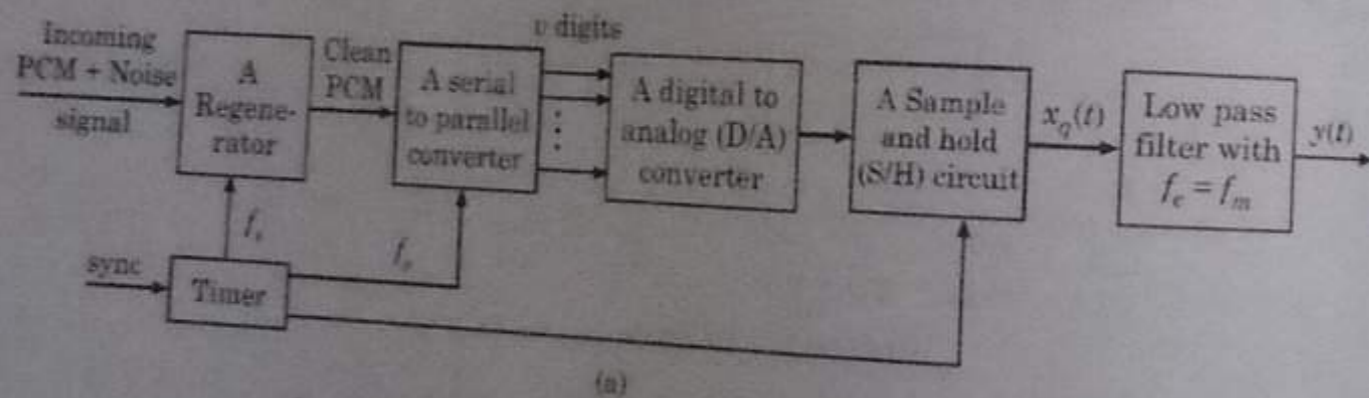 Incoming
PCM + Noise
signal
A
Regene-
rator
Clean
PCM
A serial
to parallel
converter
v digits
A digital to
analog (D/A)
converter
A Sample
and hold
(S/H) circuit
x_q(t)
Low pass
filter with
f_c = f_m
y(t)
sync
Timer
f_s
f_s
(a)